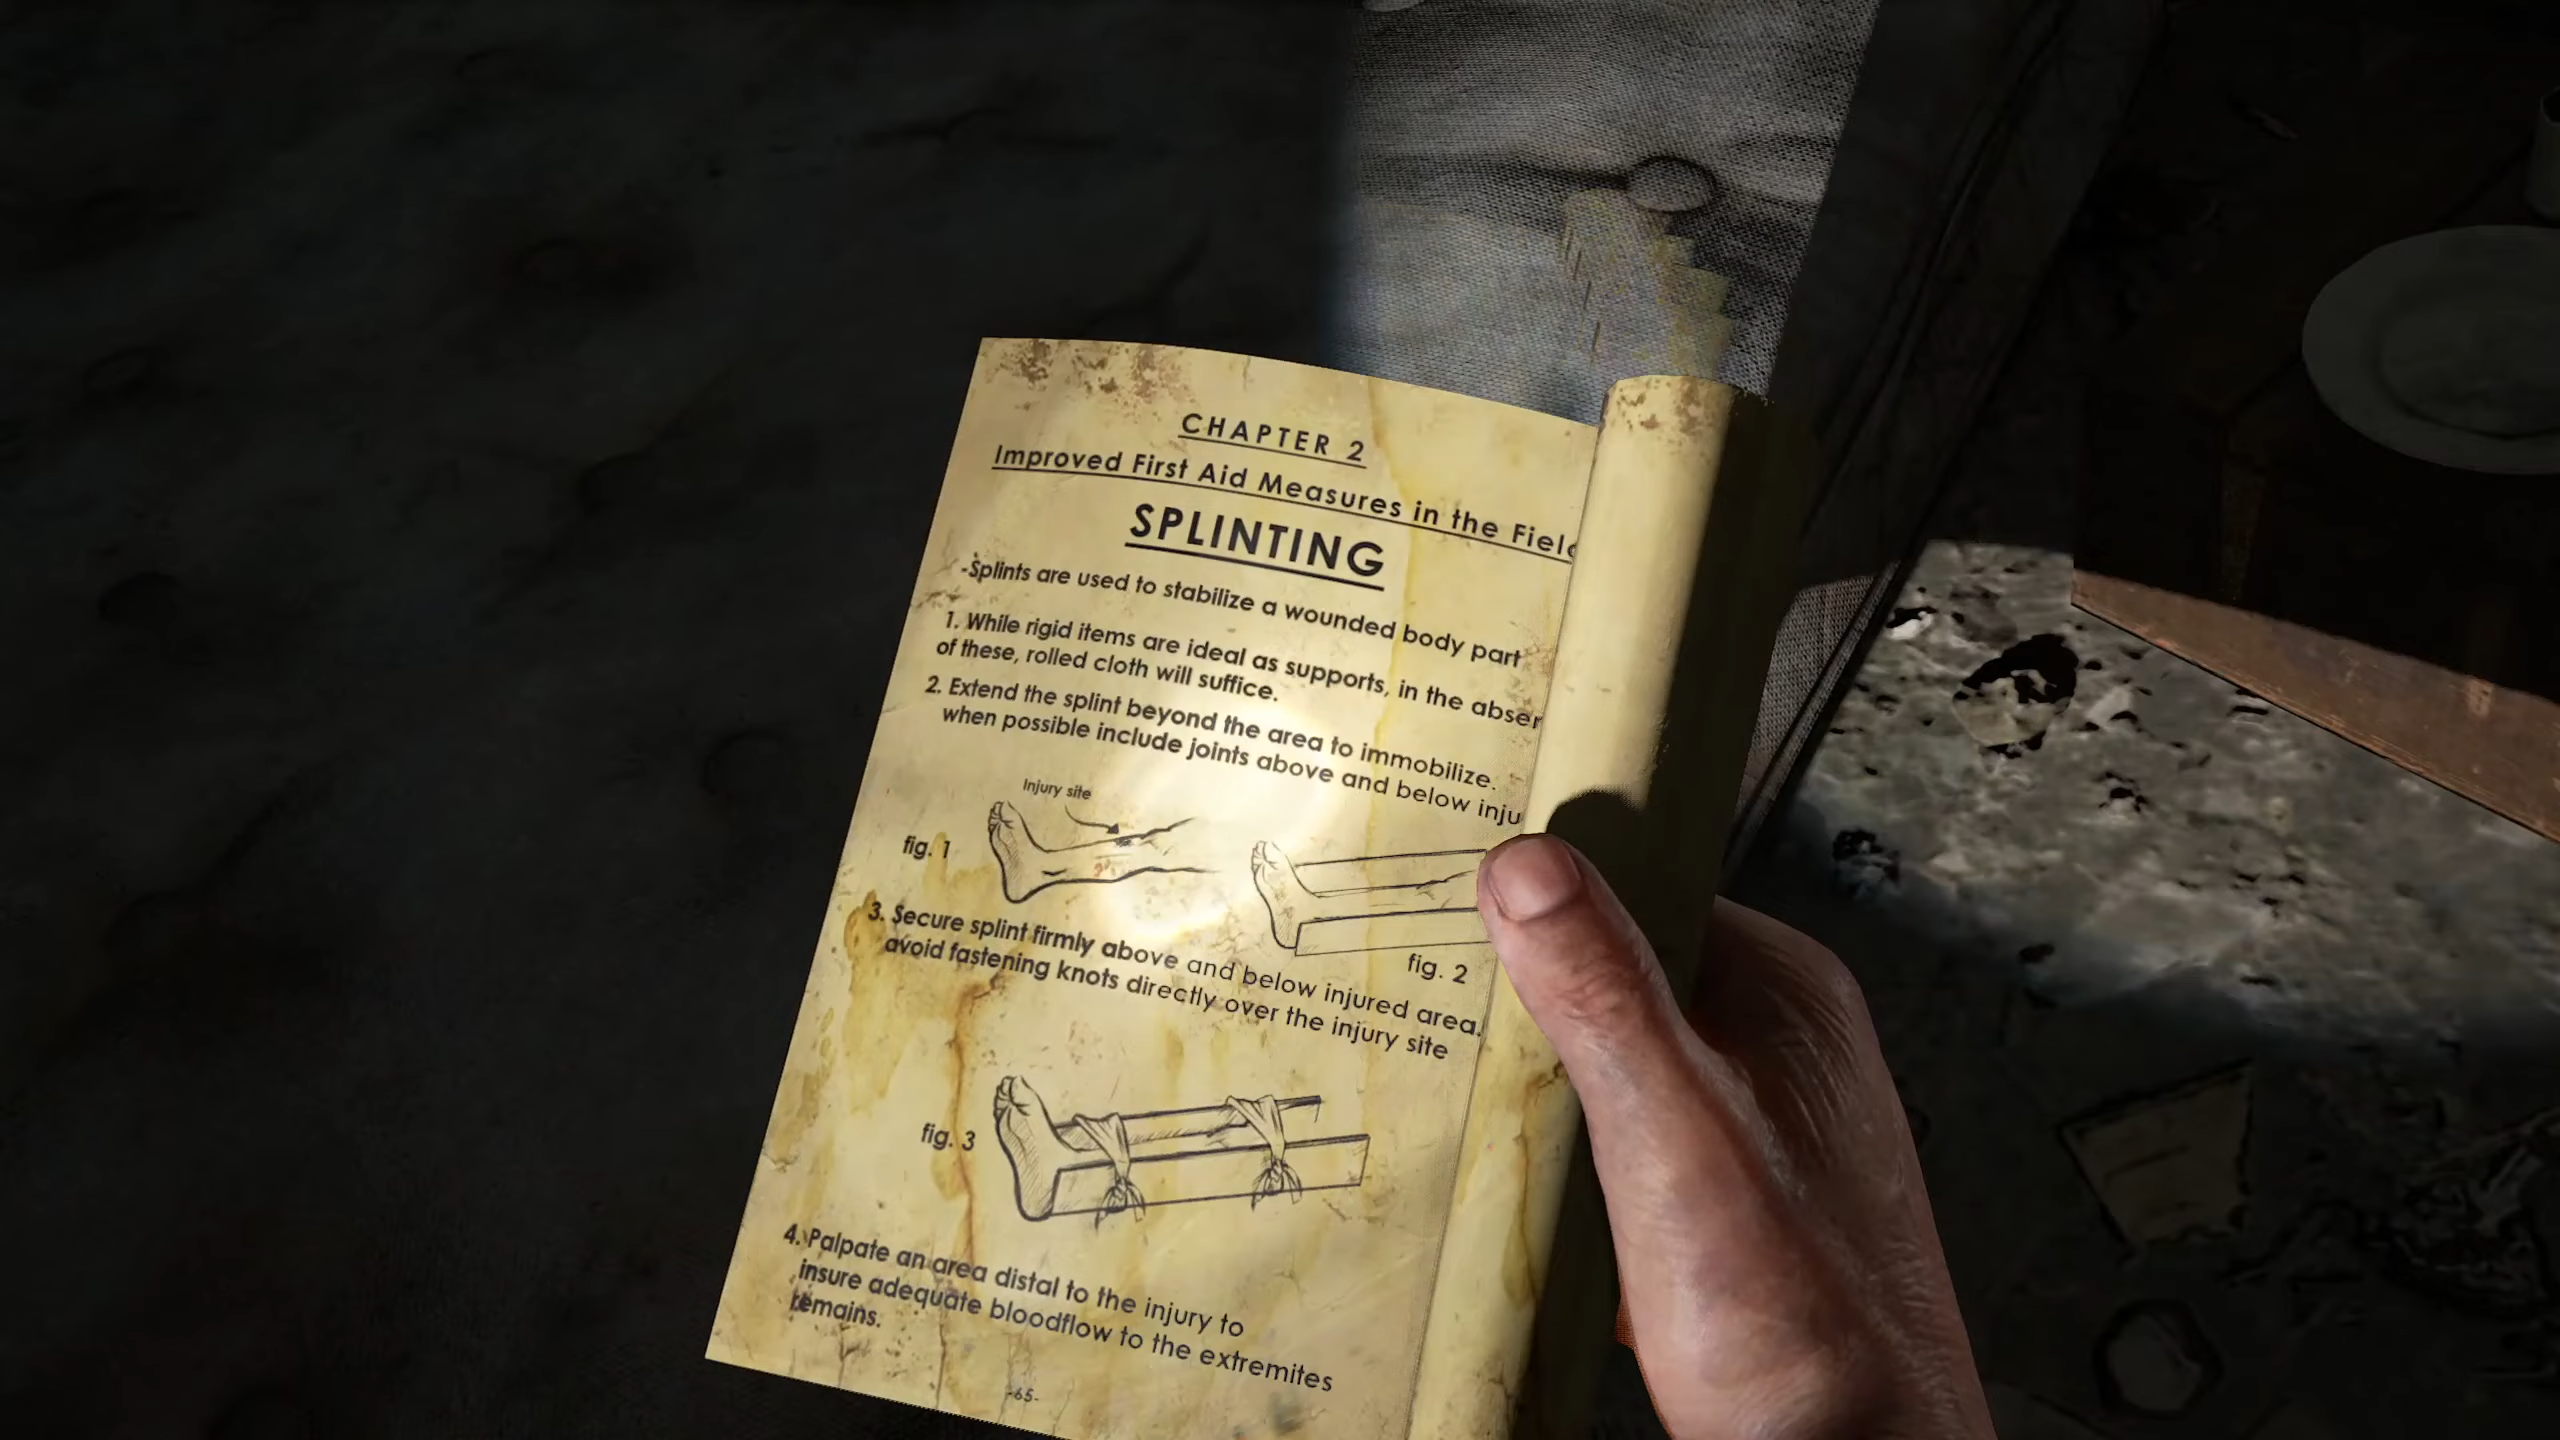 CHAPTER 2
Improved First Aid Measures in the Field
SPLINTING
-Splints are used to stabilize a wounded body part
1. While rigid items are ideal as supports, in the absen
of these, rolled cloth will suffice.
2. Extend the splint beyond the area to immobilize.
when possible include joints above and below inju
Injury site
fig. 1
fig. 2
3. Secure splint firmly above and below injured area.
avoid fastening knots directly over the injury site
fig. 3
4. Palpate an area distal to the injury to
insure adequate bloodflow to the extremites
remains.
-65-